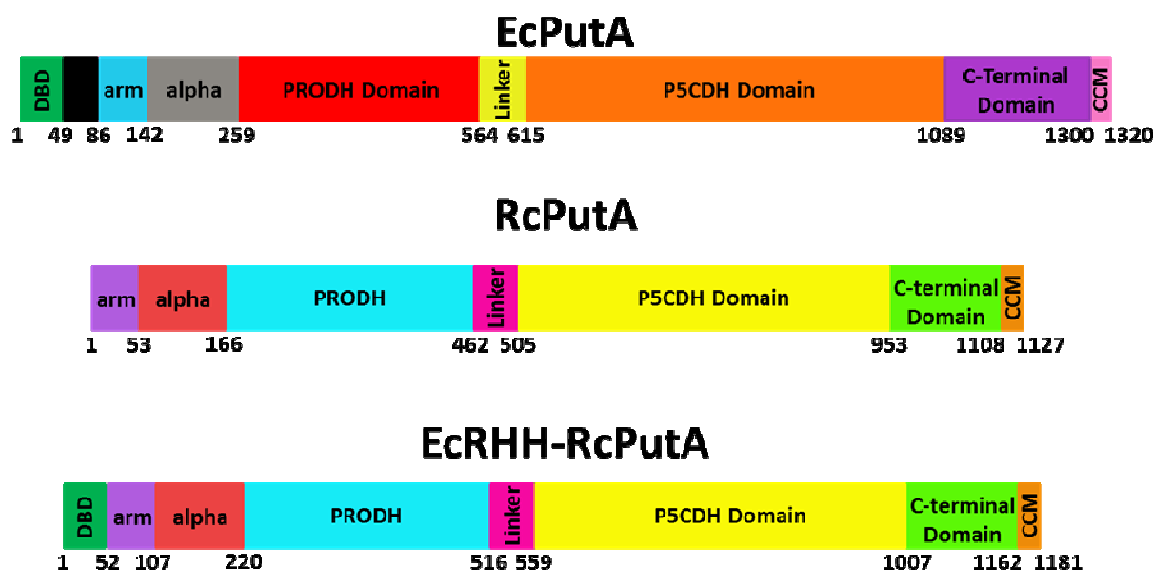 EcPutA
DBD arm alpha PRODH Domain Linker P5CDH Domain C-Terminal Domain CCM
1 49 86 142 259 564 615 1089 1300 1320
RcPutA
arm alpha PRODH Linker P5CDH Domain C-terminal Domain CCM
1 53 166 462 505 953 1108 1127
EcRHH-RcPutA
DBD arm alpha PRODH Linker P5CDH Domain C-terminal Domain CCM
1 52 107 220 516 559 1007 1162 1181